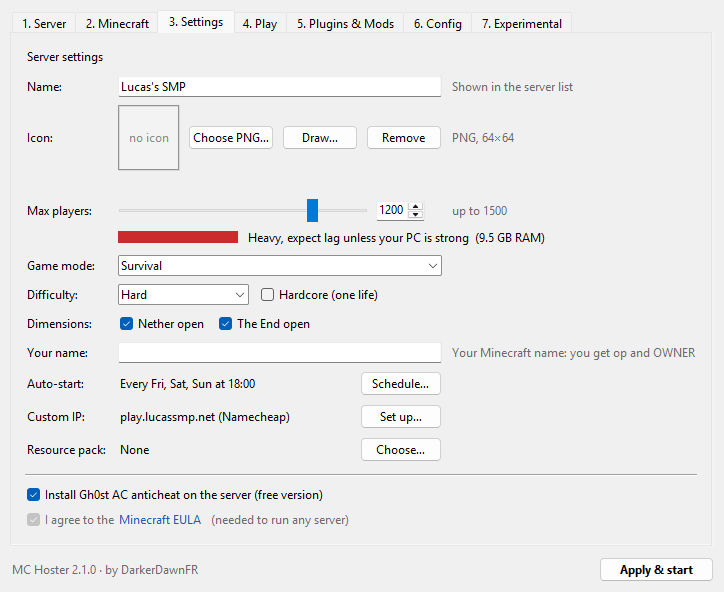 1. Server 2. Minecraft 3. Settings 4. Play 5. Plugins & Mods 6. Config 7. Experimental
Server settings
Name: Lucas's SMP Shown in the server list
Icon: no icon Choose PNG... Draw... Remove PNG, 64×64
Max players: 1200 up to 1500
Heavy, expect lag unless your PC is strong (9.5 GB RAM)
Game mode: Survival
Difficulty: Hard Hardcore (one life)
Dimensions: Nether open The End open
Your name: Your Minecraft name: you get op and OWNER
Auto-start: Every Fri, Sat, Sun at 18:00 Schedule...
Custom IP: play.lucassmp.net (Namecheap) Set up...
Resource pack: None Choose...
Install Gh0st AC anticheat on the server (free version)
I agree to the Minecraft EULA (needed to run any server)
MC Hoster 2.1.0 · by DarkerDawnFR Apply & start